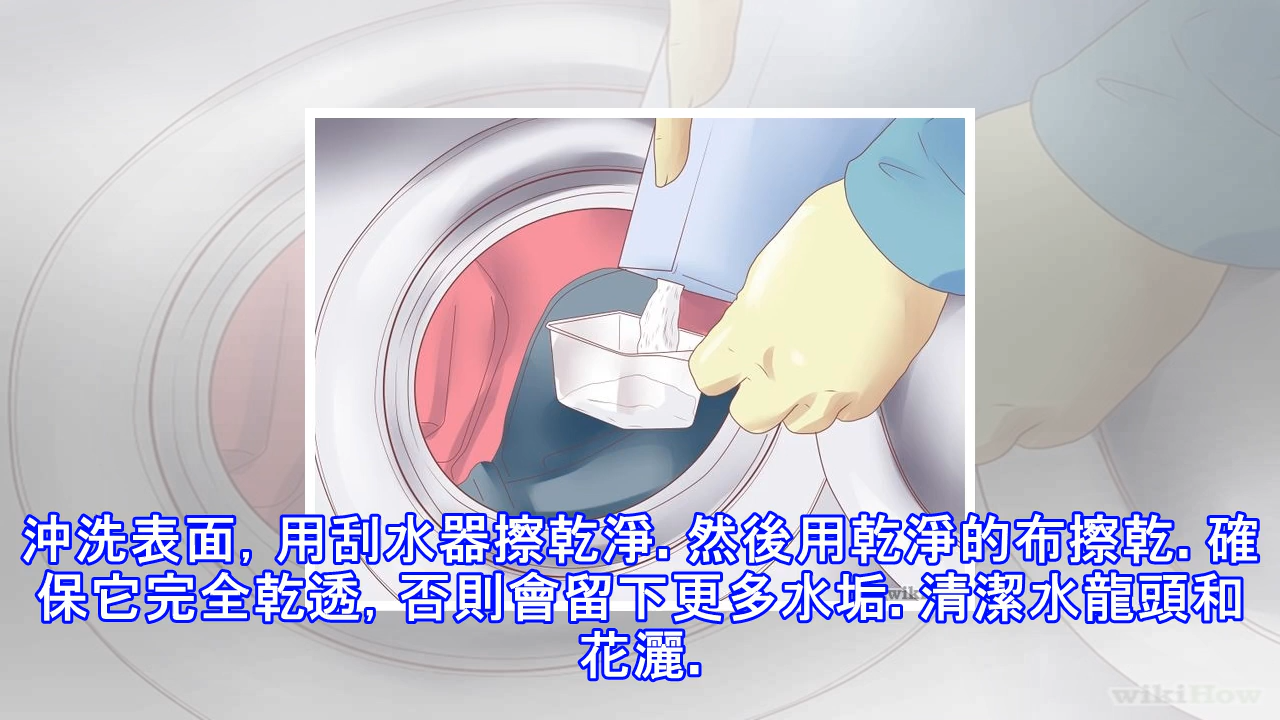 沖洗表面, 用刮水器擦乾淨. 然後用乾淨的布擦乾. 確
保它完全乾透, 否則會留下更多水垢. 清潔水龍頭和
花灑.
wikHow